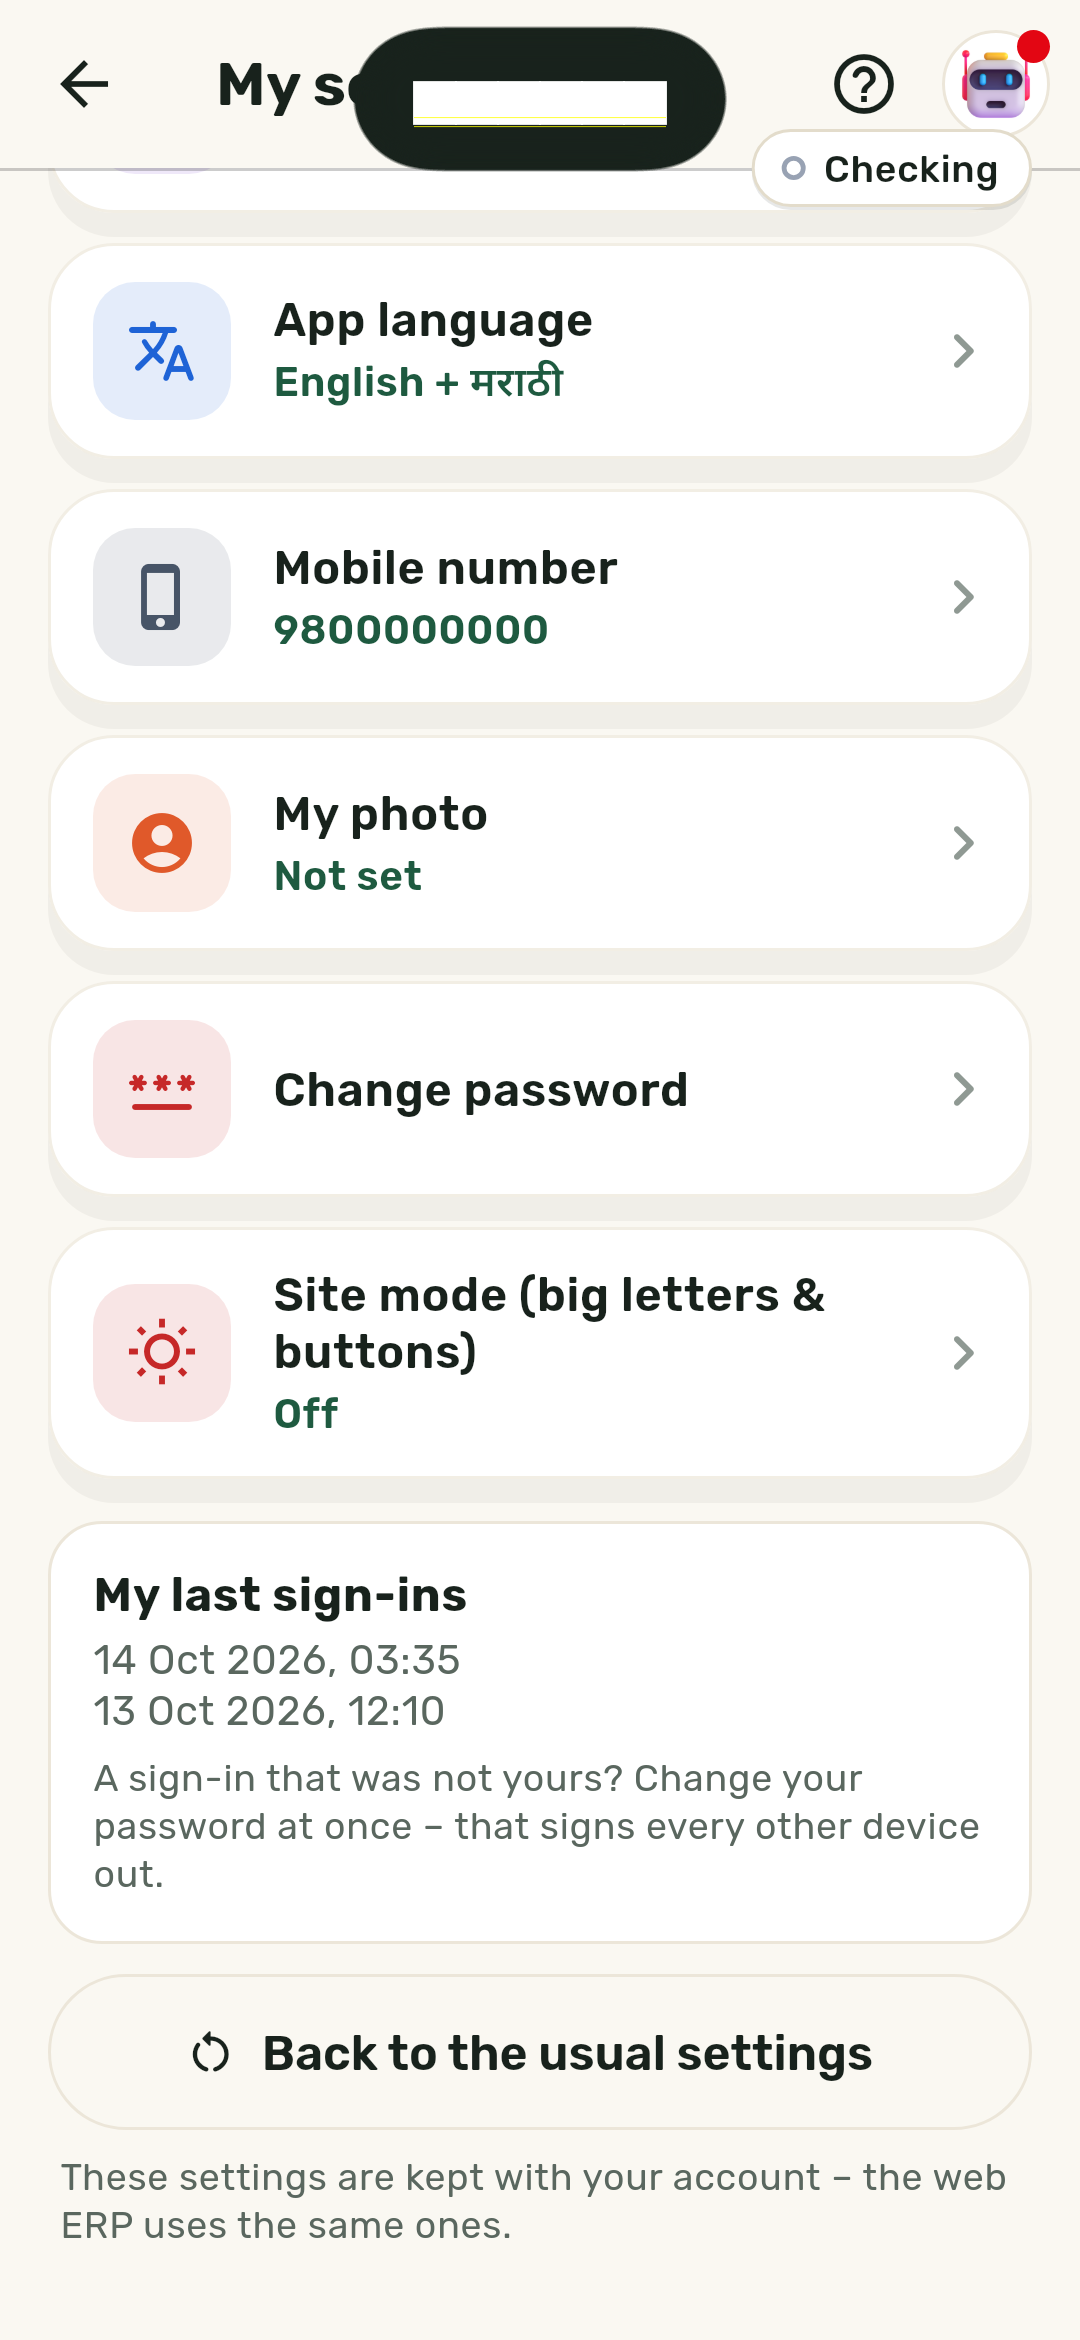 My
Checking
App language
English + मराठी
Mobile number
9800000000
My photo
Not set
Change password
Site mode (big letters &
buttons)
Off
My last sign-ins
14 Oct 2026, 03:35
13 Oct 2026, 12:10
A sign-in that was not yours? Change your
password at once – that signs every other device
out.
Back to the usual settings
These settings are kept with your account – the web
ERP uses the same ones.